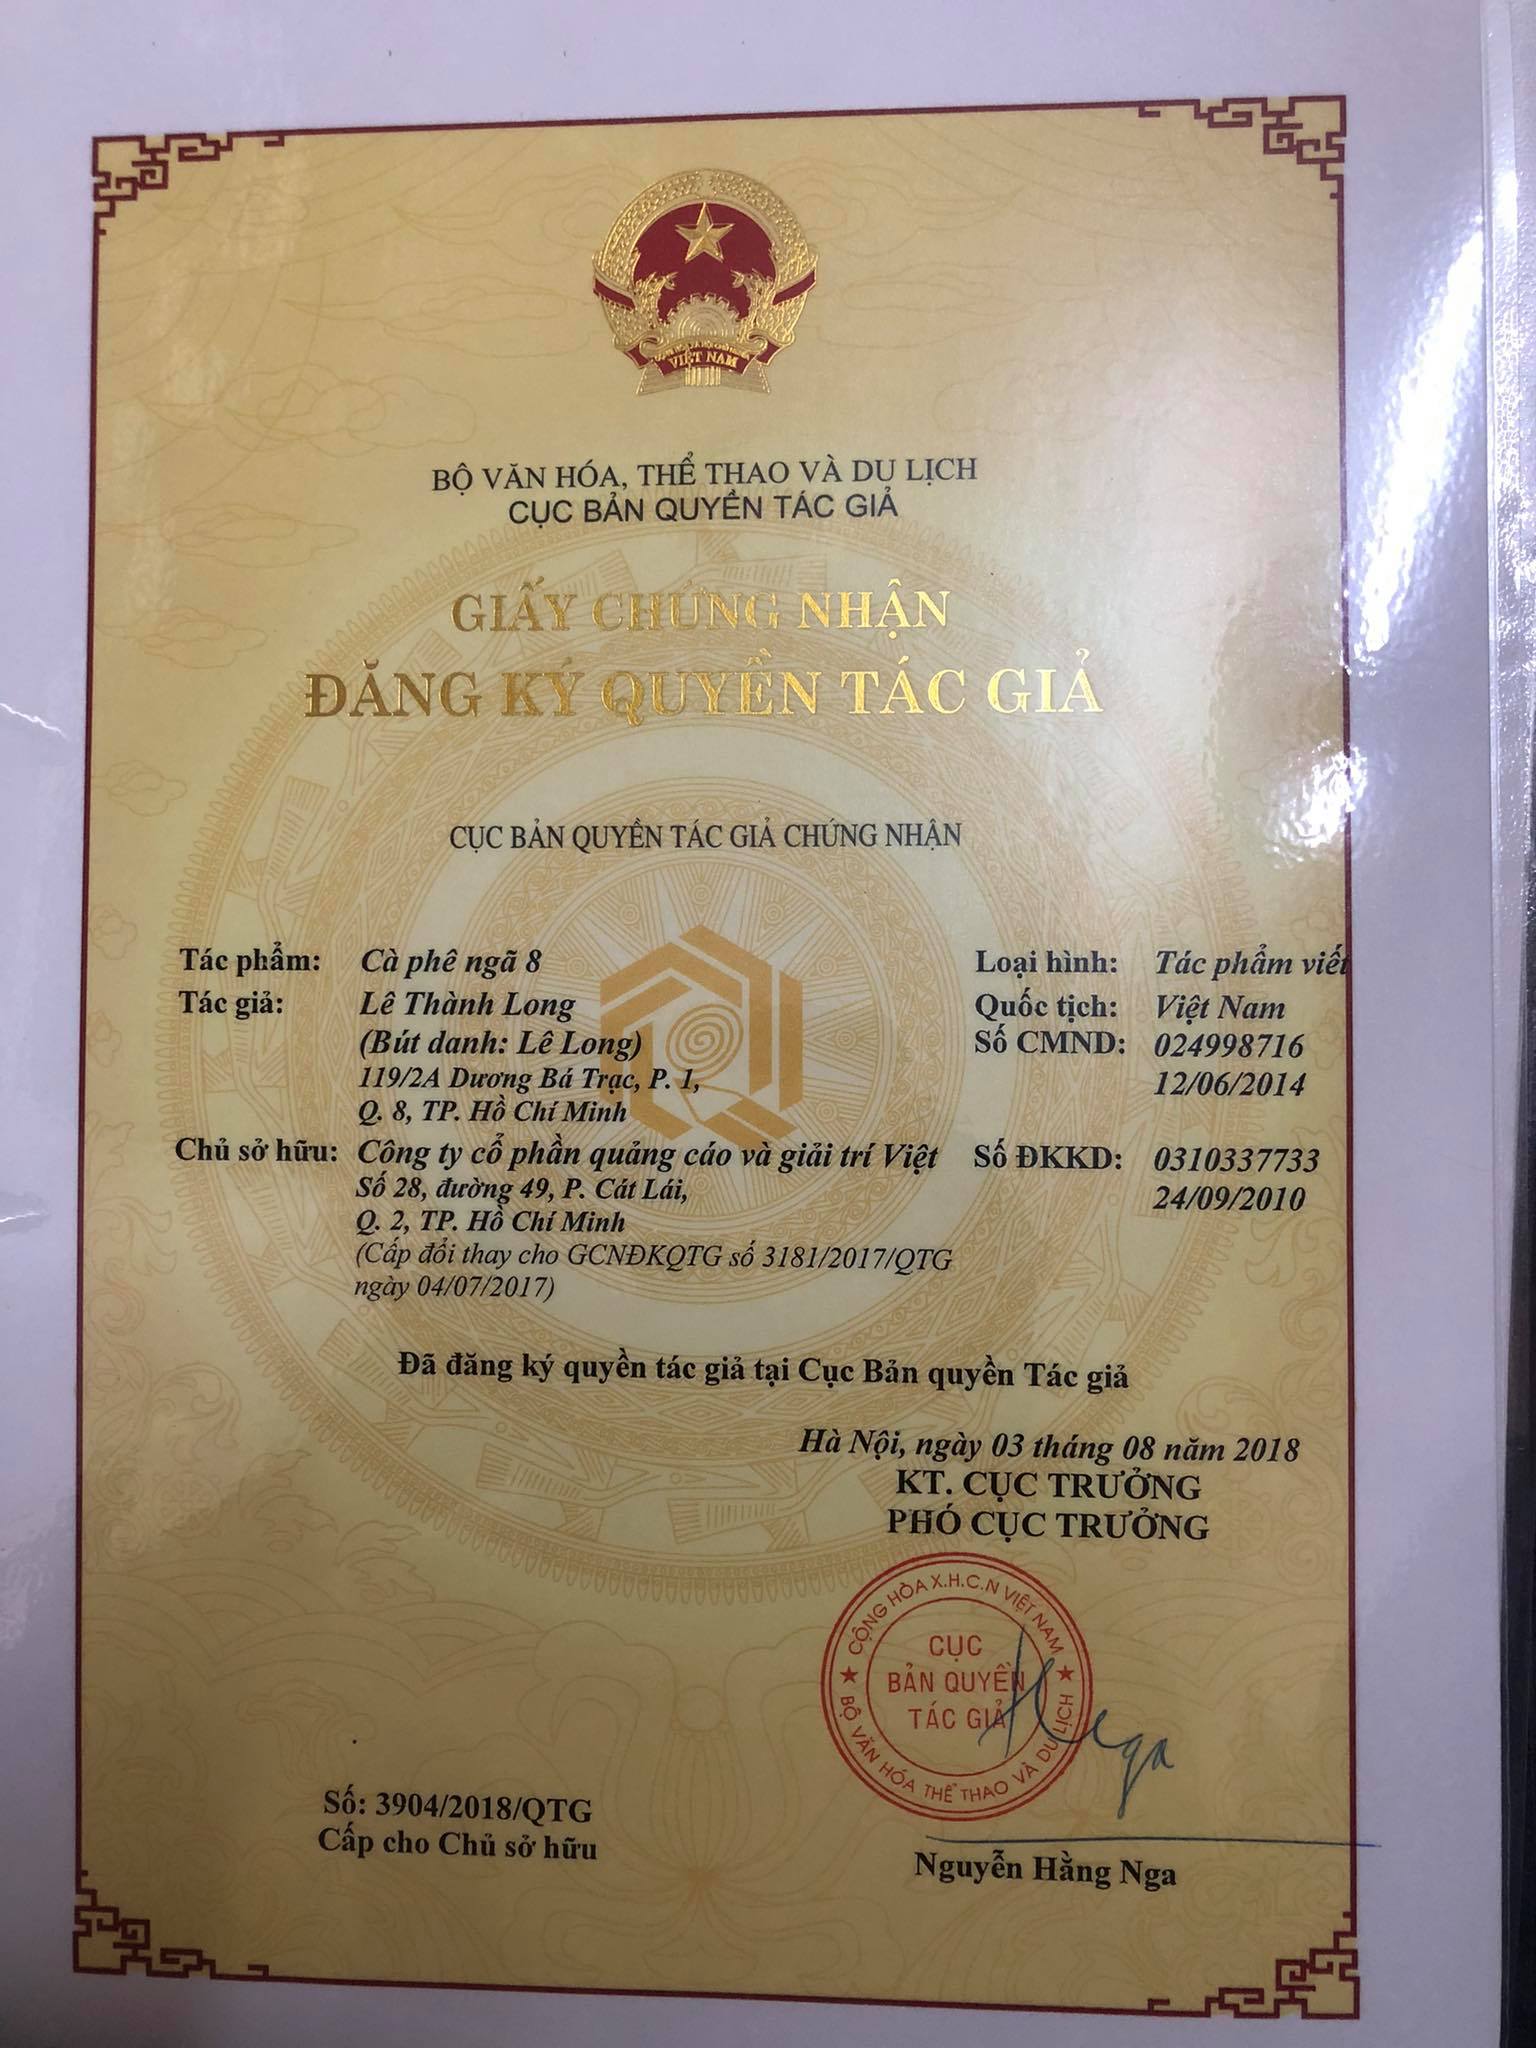 VIỆT NAM
BỘ VĂN HÓA, THỂ THAO VÀ DU LỊCH
CỤC BẢN QUYỀN TÁC GIẢ
GIẤY CHỨNG NHẬN
ĐĂNG KÝ QUYỀN TÁC GIẢ
CỤC BẢN QUYỀN TÁC GIẢ CHỨNG NHẬN
Tác phẩm: Cà phê ngã 8 Loại hình: Tác phẩm viết
Tác giả: Lê Thành Long Quốc tịch: Việt Nam
(Bút danh: Lê Long) Số CMND: 024998716
119/2A Dương Bá Trạc, P. 1, 12/06/2014
Q. 8, TP. Hồ Chí Minh
Chủ sở hữu: Công ty cổ phần quảng cáo và giải trí Việt Số ĐKKD: 0310337733
Số 28, đường 49, P. Cát Lái, 24/09/2010
Q. 2, TP. Hồ Chí Minh
(Cấp đổi thay cho GCNĐKQTG số 3181/2017/QTG
ngày 04/07/2017)
Đã đăng ký quyền tác giả tại Cục Bản quyền Tác giả
Hà Nội, ngày 03 tháng 08 năm 2018
KT. CỤC TRƯỞNG
PHÓ CỤC TRƯỞNG
CỘNG HÒA X.H.C.N VIỆT NAM
CỤC
BẢN QUYỀN
TÁC GIẢ
BỘ VĂN HÓA THỂ THAO VÀ DU LỊCH
Số: 3904/2018/QTG
Cấp cho Chủ sở hữu
Nguyễn Hằng Nga